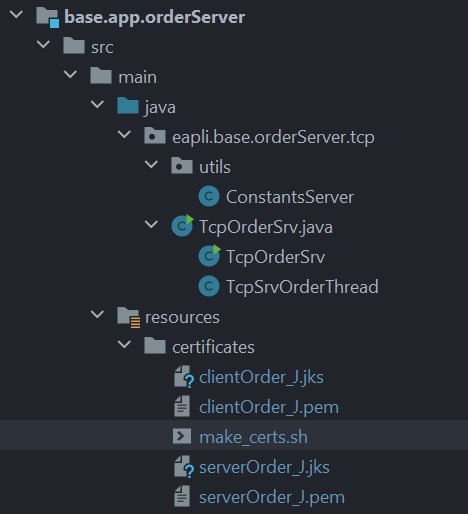 base.app.orderServer
src
main
java
eapli.base.orderServer.tcp
utils
ConstantsServer
TcpOrderSrv.java
TcpOrderSrv
TcpSrvOrderThread
resources
certificates
clientOrder_J.jks
clientOrder_J.pem
make_certs.sh
serverOrder_J.jks
serverOrder_J.pem